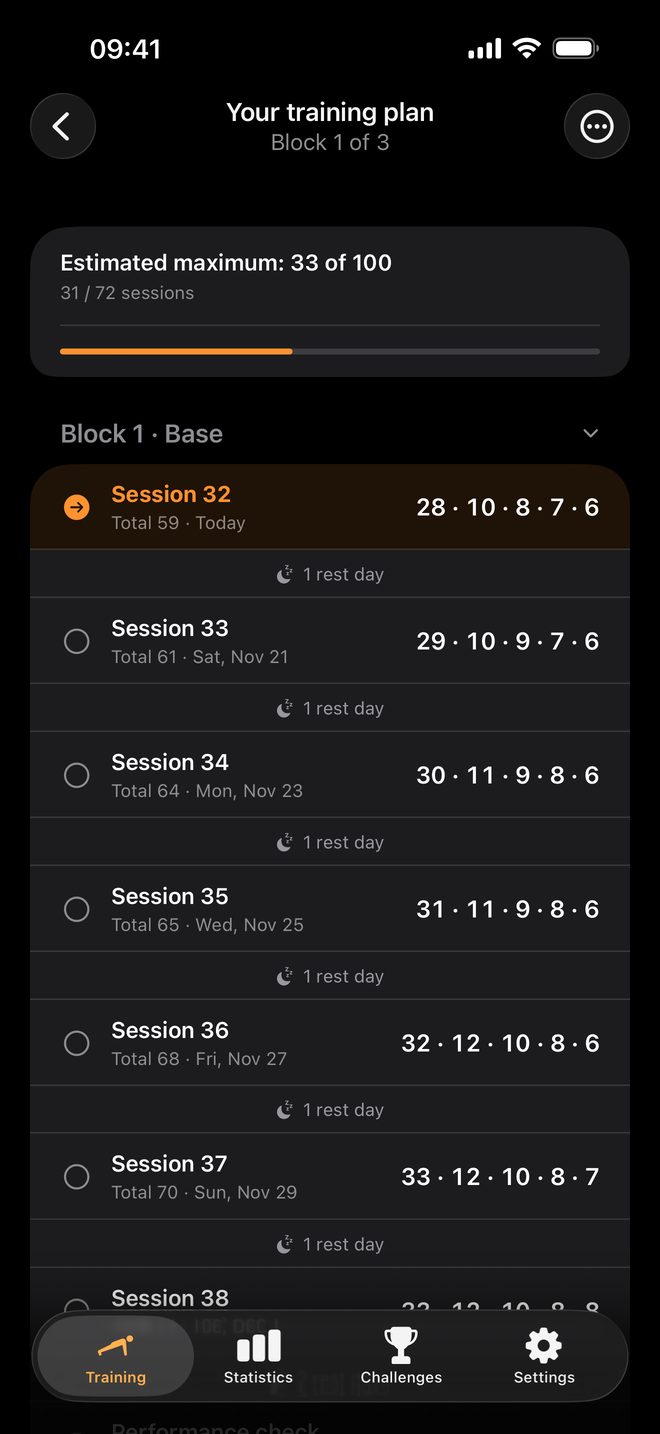 09:41
Your training plan
Block 1 of 3
Estimated maximum: 33 of 100
31 / 72 sessions
Block 1 · Base
Session 32
Total 59 · Today
28 · 10 · 8 · 7 · 6
1 rest day
Session 33
Total 61 · Sat, Nov 21
29 · 10 · 9 · 7 · 6
1 rest day
Session 34
Total 64 · Mon, Nov 23
30 · 11 · 9 · 8 · 6
1 rest day
Session 35
Total 65 · Wed, Nov 25
31 · 11 · 9 · 8 · 6
1 rest day
Session 36
Total 68 · Fri, Nov 27
32 · 12 · 10 · 8 · 6
1 rest day
Session 37
Total 70 · Sun, Nov 29
33 · 12 · 10 · 8 · 7
1 rest day
Session 38
Training
Statistics
Challenges
Settings
Performance check